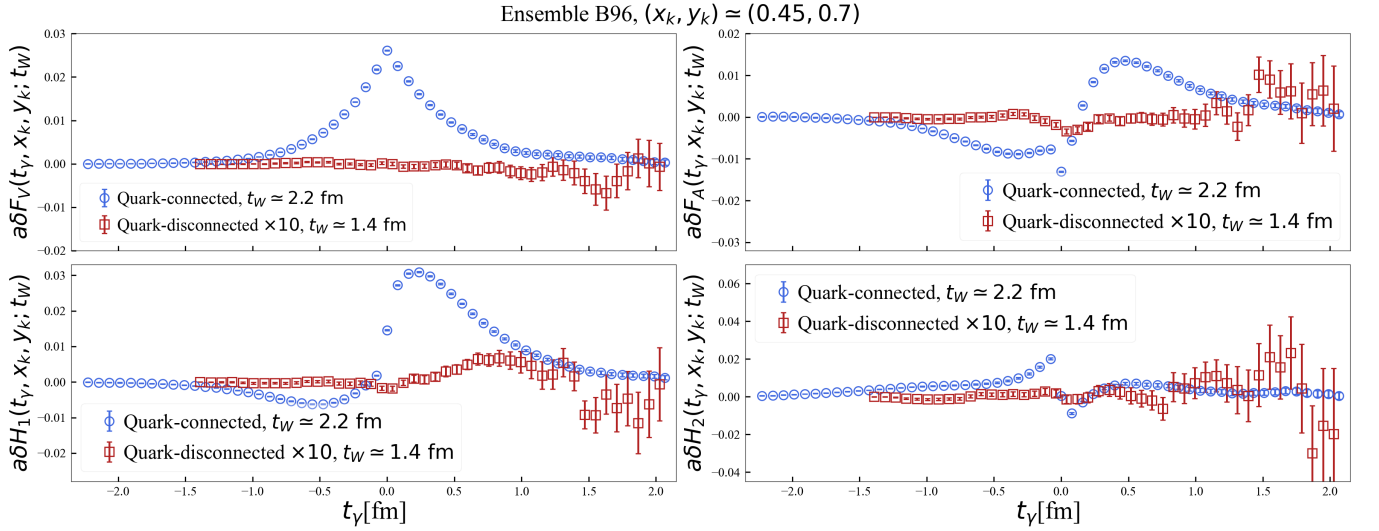 Ensemble B96, (x_k, y_k) ≃ (0.45, 0.7)
aδF_V(t_γ, x_k, y_k; t_W)
0.03
0.02
0.01
0.00
−0.01
−0.02
Quark-connected, t_W ≃ 2.2 fm
Quark-disconnected ×10, t_W ≃ 1.4 fm
aδF_A(t_γ, x_k, y_k; t_W)
0.02
0.01
0.00
−0.01
−0.02
−0.03
Quark-connected, t_W ≃ 2.2 fm
Quark-disconnected ×10, t_W ≃ 1.4 fm
aδH_1(t_γ, x_k, y_k; t_W)
0.03
0.02
0.01
0.00
−0.01
−0.02
Quark-connected, t_W ≃ 2.2 fm
Quark-disconnected ×10, t_W ≃ 1.4 fm
−2.0 −1.5 −1.0 −0.5 0.0 0.5 1.0 1.5 2.0
t_γ[fm]
aδH_2(t_γ, x_k, y_k; t_W)
0.06
0.04
0.02
0.00
−0.02
−0.04
Quark-connected, t_W ≃ 2.2 fm
Quark-disconnected ×10, t_W ≃ 1.4 fm
−2.0 −1.5 −1.0 −0.5 0.0 0.5 1.0 1.5 2.0
t_γ[fm]